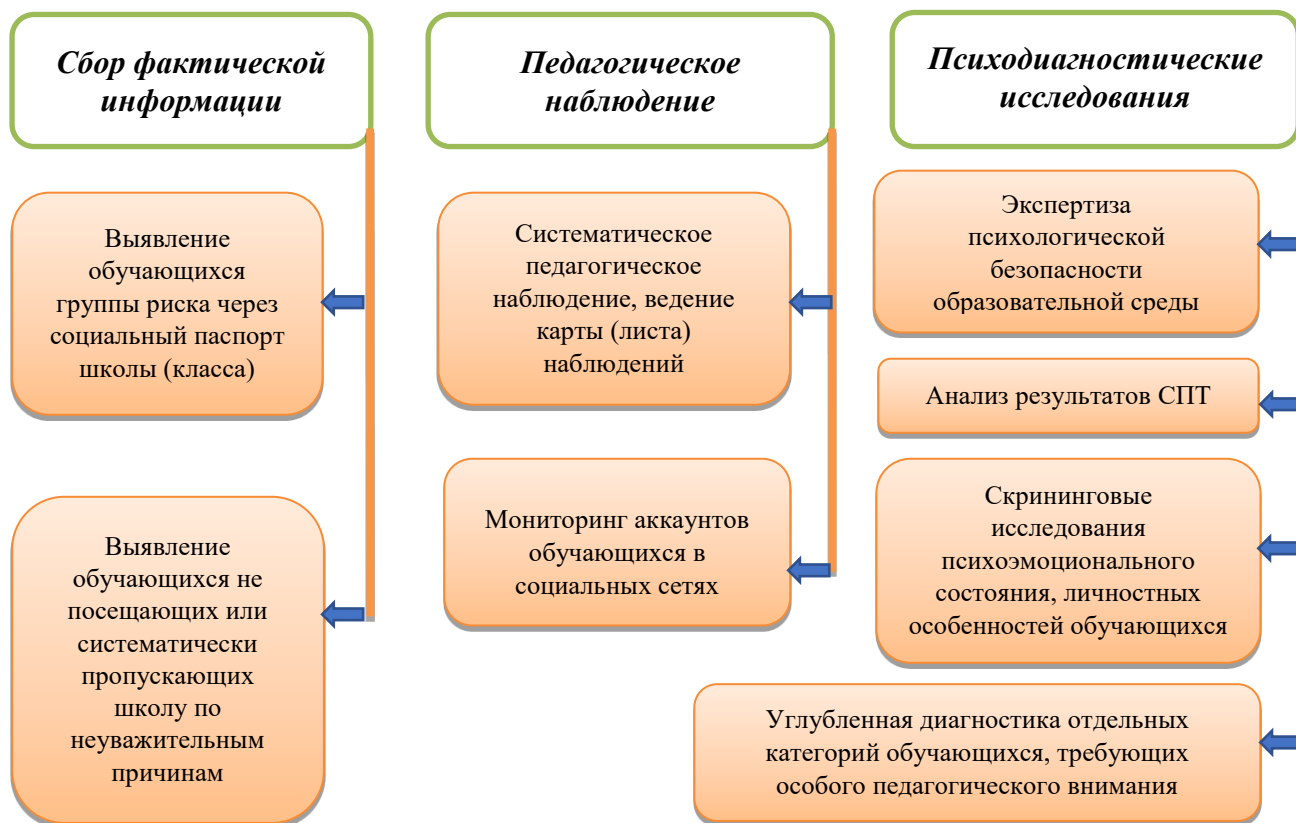 Сбор фактической
информации
Выявление
обучающихся
группы риска через
социальный паспорт
школы (класса)
Выявление
обучающихся не
посещающих или
систематически
пропускающих
школу по
неуважительным
причинам
Педагогическое
наблюдение
Систематическое
педагогическое
наблюдение, ведение
карты (листа)
наблюдений
Мониторинг аккаунтов
обучающихся в
социальных сетях
Психодиагностические
исследования
Экспертиза
психологической
безопасности
образовательной среды
Анализ результатов СПТ
Скрининговые
исследования
психоэмоционального
состояния, личностных
особенностей обучающихся
Углубленная диагностика отдельных
категорий обучающихся, требующих
особого педагогического внимания